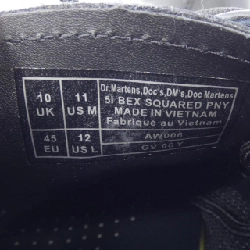 Dr.Martens,Doc's,DM's,Doc Martens
BEX SQUARED PNY
MADE IN VIETNAM
Fabriqué au Vietnam
10 11
UK US M
45 12
EU US L
AW006